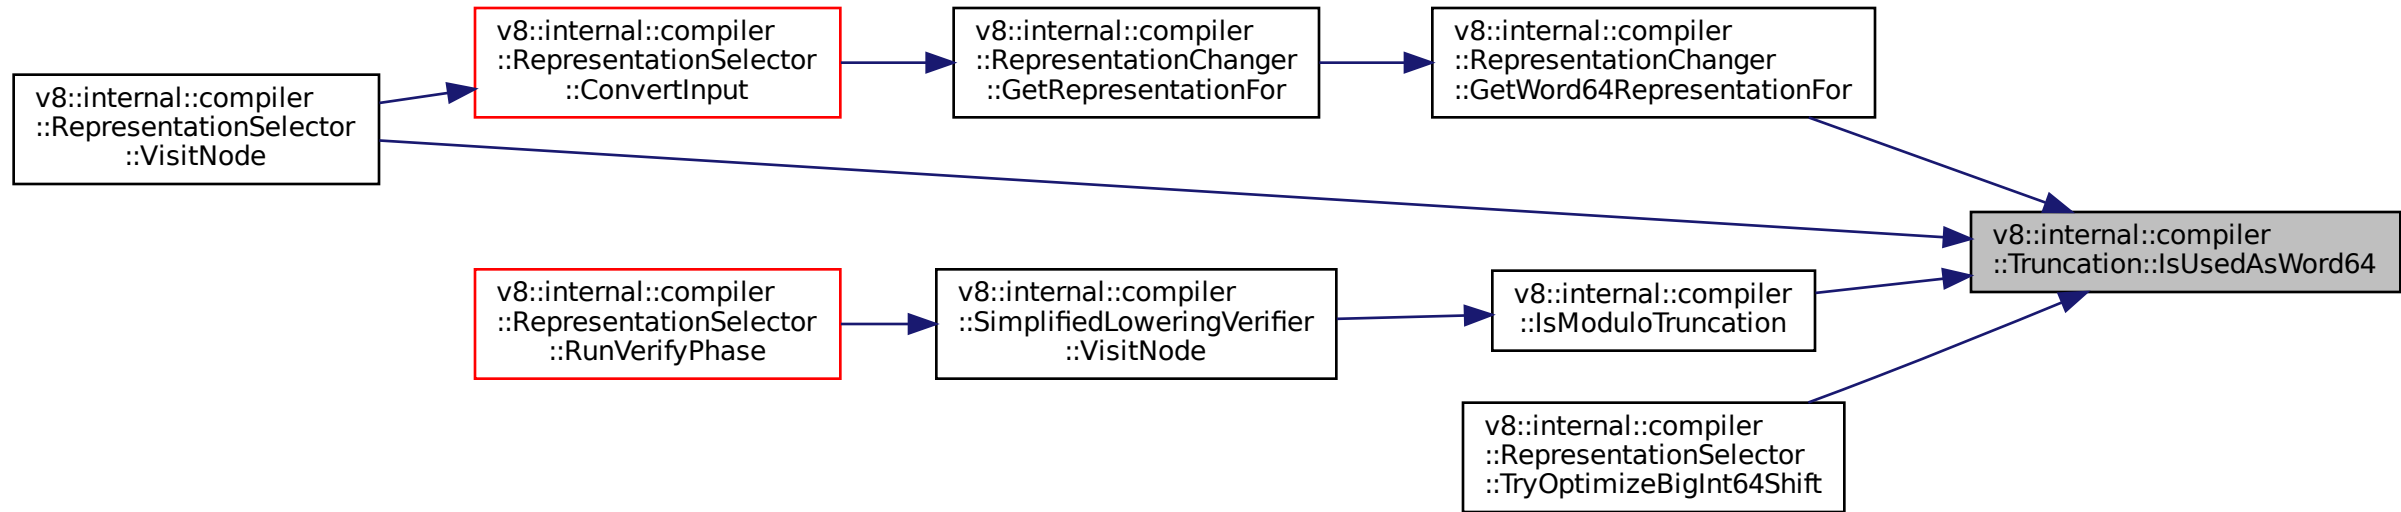 v8::internal::compiler
::RepresentationSelector
::VisitNode
v8::internal::compiler
::RepresentationSelector
::ConvertInput
v8::internal::compiler
::RepresentationChanger
::GetRepresentationFor
v8::internal::compiler
::RepresentationChanger
::GetWord64RepresentationFor
v8::internal::compiler
::Truncation::IsUsedAsWord64
v8::internal::compiler
::RepresentationSelector
::RunVerifyPhase
v8::internal::compiler
::SimplifiedLoweringVerifier
::VisitNode
v8::internal::compiler
::IsModuloTruncation
v8::internal::compiler
::RepresentationSelector
::TryOptimizeBigInt64Shift